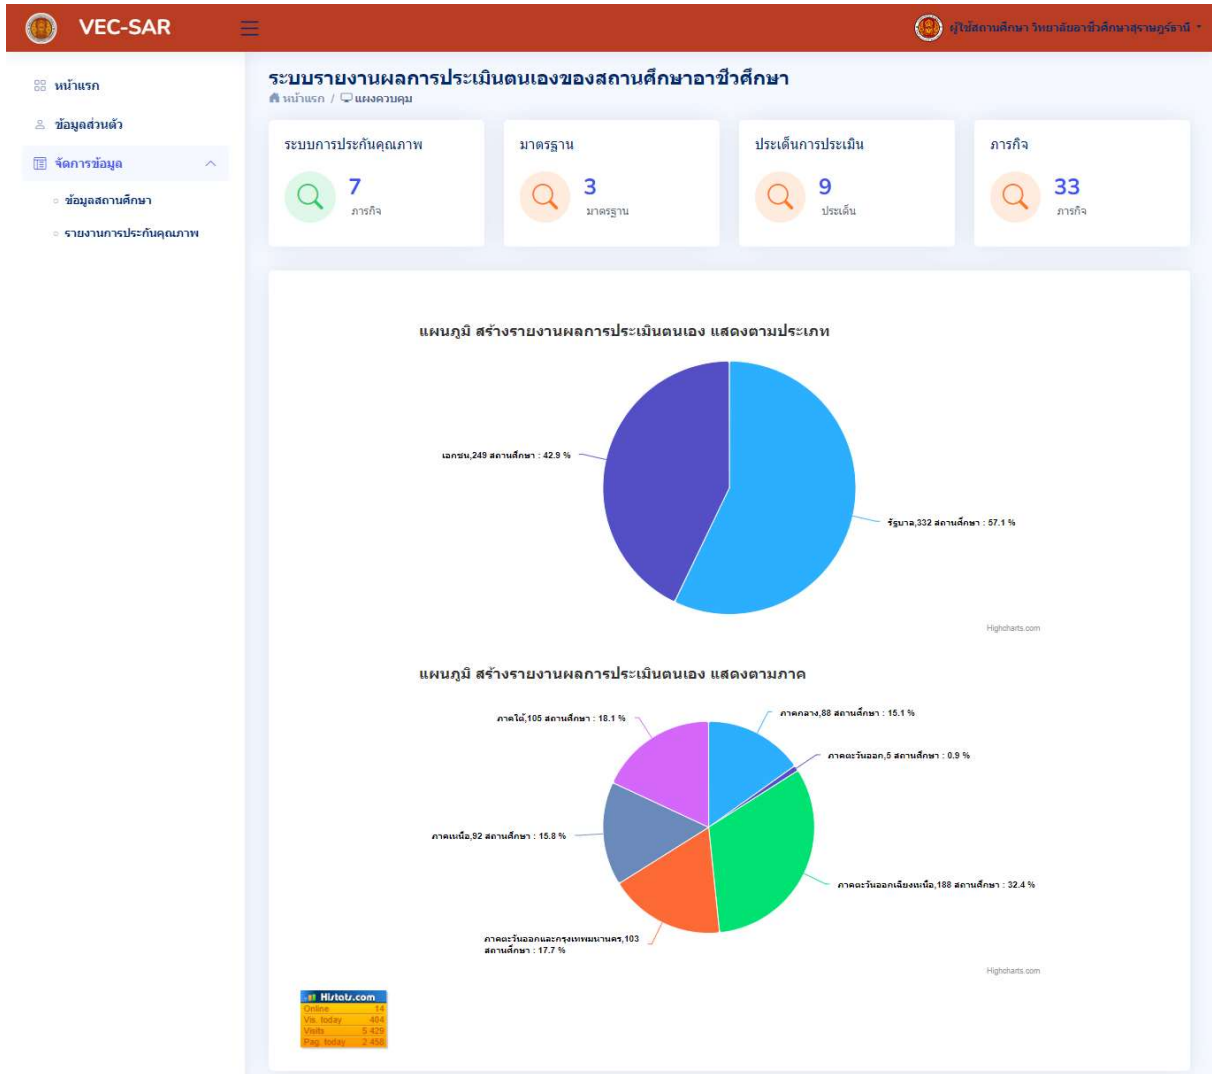 VEC-SAR
ผู้ใช้สถานศึกษา วิทยาลัยอาชีวศึกษาสุราษฎร์ธานี
หน้าแรก
ข้อมูลส่วนตัว
จัดการข้อมูล
ข้อมูลสถานศึกษา
รายงานการประกันคุณภาพ
ระบบรายงานผลการประเมินตนเองของสถานศึกษาอาชีวศึกษา
หน้าแรก / แผงควบคุม
ระบบการประกันคุณภาพ
7
ภารกิจ
มาตรฐาน
3
มาตรฐาน
ประเด็นการประเมิน
9
ประเด็น
ภารกิจ
33
ภารกิจ
แผนภูมิ สร้างรายงานผลการประเมินตนเอง แสดงตามประเภท
เอกชน,249 สถานศึกษา : 42.9 %
รัฐบาล,332 สถานศึกษา : 57.1 %
Highcharts.com
แผนภูมิ สร้างรายงานผลการประเมินตนเอง แสดงตามภาค
ภาคใต้,105 สถานศึกษา : 18.1 %
ภาคกลาง,88 สถานศึกษา : 15.1 %
ภาคตะวันออก,5 สถานศึกษา : 0.9 %
ภาคเหนือ,92 สถานศึกษา : 15.8 %
ภาคตะวันออกเฉียงเหนือ,188 สถานศึกษา : 32.4 %
ภาคตะวันออกและกรุงเทพมหานคร,103
สถานศึกษา : 17.7 %
Highcharts.com
Histats.com
Online 14
Vis. today 404
Visits 5 429
Pag. today 2 458